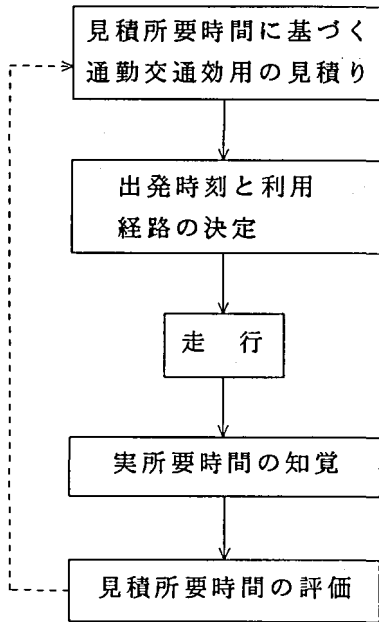 見積所要時間に基づく
通勤交通効用の見積り
出発時刻と利用
経路の決定
走　行
実所要時間の知覚
見積所要時間の評価